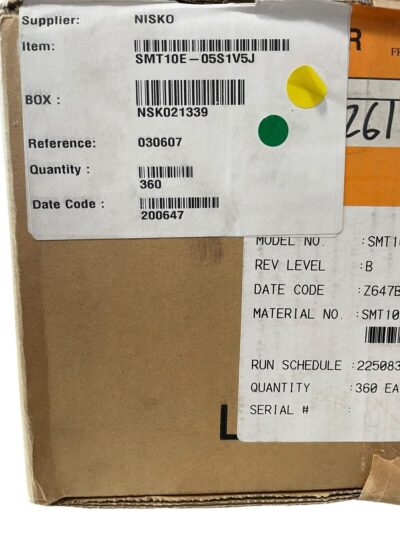 Supplier: NISKO
Item:
SMT10E-05S1V5J
BOX :
NSK021339
Reference: 030607
Quantity :
360
Date Code :
200647
R
261
MODEL NO. :SMT1
REV LEVEL :B
DATE CODE :Z647B
MATERIAL NO. :SMT10
RUN SCHEDULE :225083
QUANTITY :360 EA
SERIAL # :
L